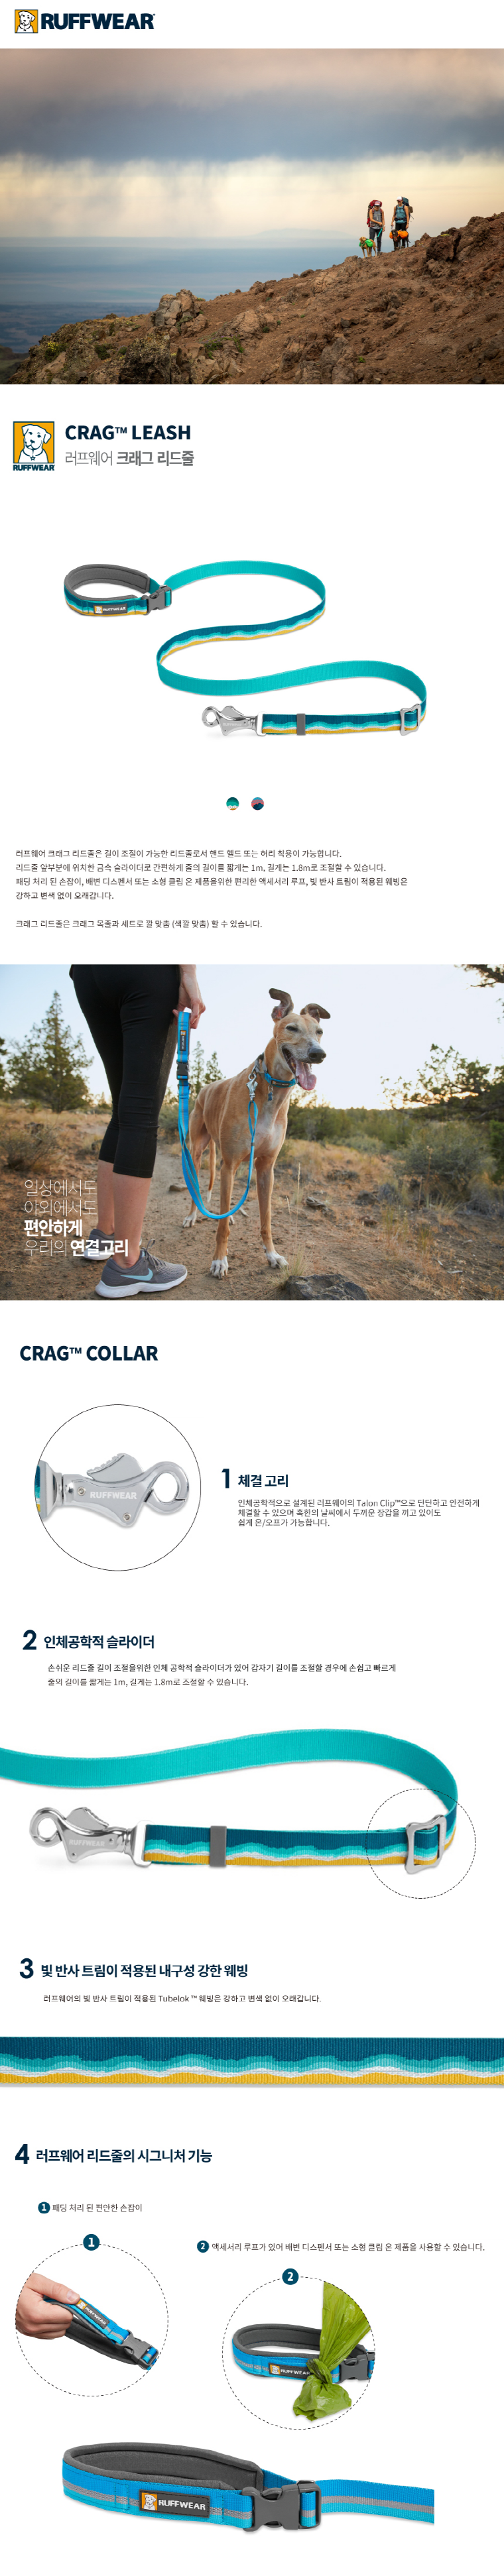 RUFFWEAR
CRAG™ LEASH
러프웨어 크래그 리드줄
RUFFWEAR
RUFFWEAR
러프웨어 크래그 리드줄은 길이 조절이 가능한 리드줄로서 핸드 헬드 또는 허리 착용이 가능합니다.
리드줄 앞부분에 위치한 금속 슬라이더로 간편하게 줄의 길이를 짧게는 1m, 길게는 1.8m로 조절할 수 있습니다.
패딩 처리 된 손잡이, 배변 디스펜서 또는 소형 클립 온 제품을위한 편리한 액세서리 루프, 빛 반사 트림이 적용된 웨빙은
강하고 변색 없이 오래갑니다.
크래그 리드줄은 크래그 목줄과 세트로 깔 맞춤 (색깔 맞춤) 할 수 있습니다.
일상에서도
야외에서도
편안하게
우리의 연결고리
CRAG™ COLLAR
RUFFWEAR
1 체결 고리
인체공학적으로 설계된 러프웨어의 Talon Clip™으로 단단하고 안전하게
체결할 수 있으며 혹한의 날씨에서 두꺼운 장갑을 끼고 있어도
쉽게 온/오프가 가능합니다.
2 인체공학적 슬라이더
손쉬운 리드줄 길이 조절을위한 인체 공학적 슬라이더가 있어 갑자기 길이를 조절할 경우에 손쉽고 빠르게
줄의 길이를 짧게는 1m, 길게는 1.8m로 조절할 수 있습니다.
RUFFWEAR
3 빛 반사 트림이 적용된 내구성 강한 웨빙
러프웨어의 빛 반사 트림이 적용된 Tubelok ™ 웨빙은 강하고 변색 없이 오래갑니다.
4 러프웨어 리드줄의 시그니처 기능
1 패딩 처리 된 편안한 손잡이
2 액세서리 루프가 있어 배변 디스펜서 또는 소형 클립 온 제품을 사용할 수 있습니다.
1
2
RUFFWEAR
RUFFWEAR
RUFFWEAR